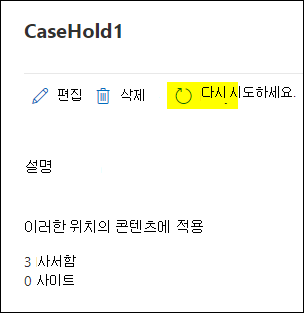 CaseHold1
편집 삭제 다시 시도하세요.
설명
이러한 위치의 콘텐츠에 적용
3 사서함
0 사이트